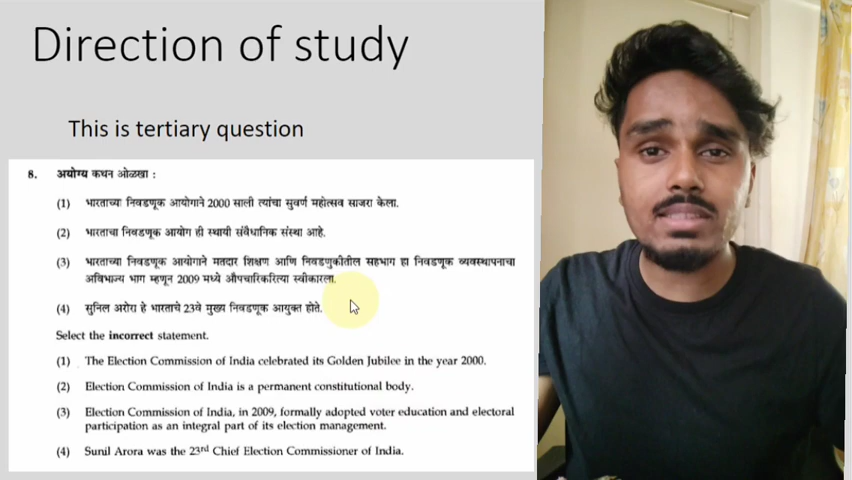 Direction of study
This is tertiary question
8. अयोग्य कथन ओळखा :
(1) भारताच्या निवडणूक आयोगाने 2000 साली त्यांचा सुवर्ण महोत्सव साजरा केला.
(2) भारताचा निवडणूक आयोग ही स्थायी संवैधानिक संस्था आहे.
(3) भारताच्या निवडणूक आयोगाने मतदार शिक्षण आणि निवडणुकीतील सहभाग हा निवडणूक व्यवस्थापनाचा
अविभाज्य भाग म्हणून 2009 मध्ये औपचारिकरित्या स्वीकारला.
(4) सुनिल अरोरा हे भारताचे 23वे मुख्य निवडणूक आयुक्त होते.
Select the incorrect statement.
(1) The Election Commission of India celebrated its Golden Jubilee in the year 2000.
(2) Election Commission of India is a permanent constitutional body.
(3) Election Commission of India, in 2009, formally adopted voter education and electoral
participation as an integral part of its election management.
(4) Sunil Arora was the 23rd Chief Election Commissioner of India.